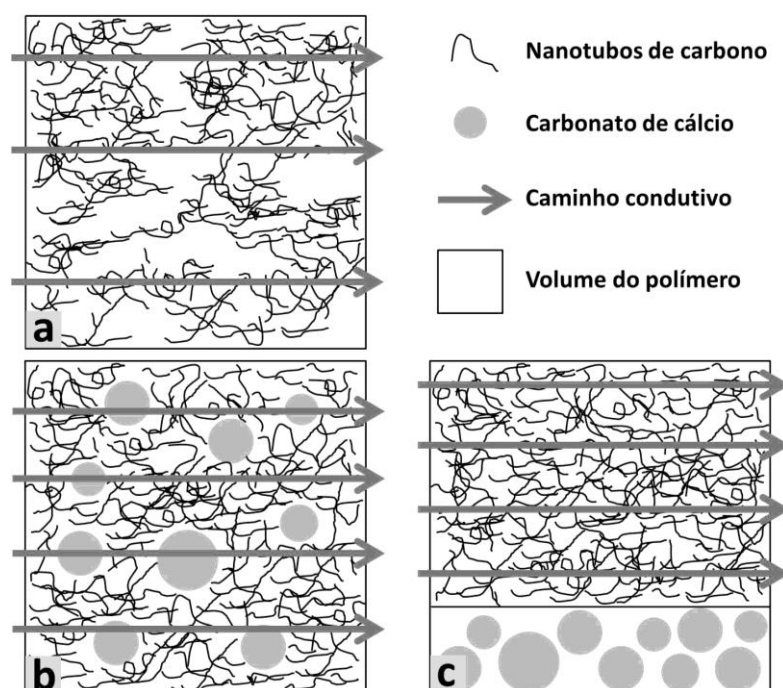 Nanotubos de carbono
Carbonato de cálcio
Caminho condutivo
Volume do polímero
a
b
c